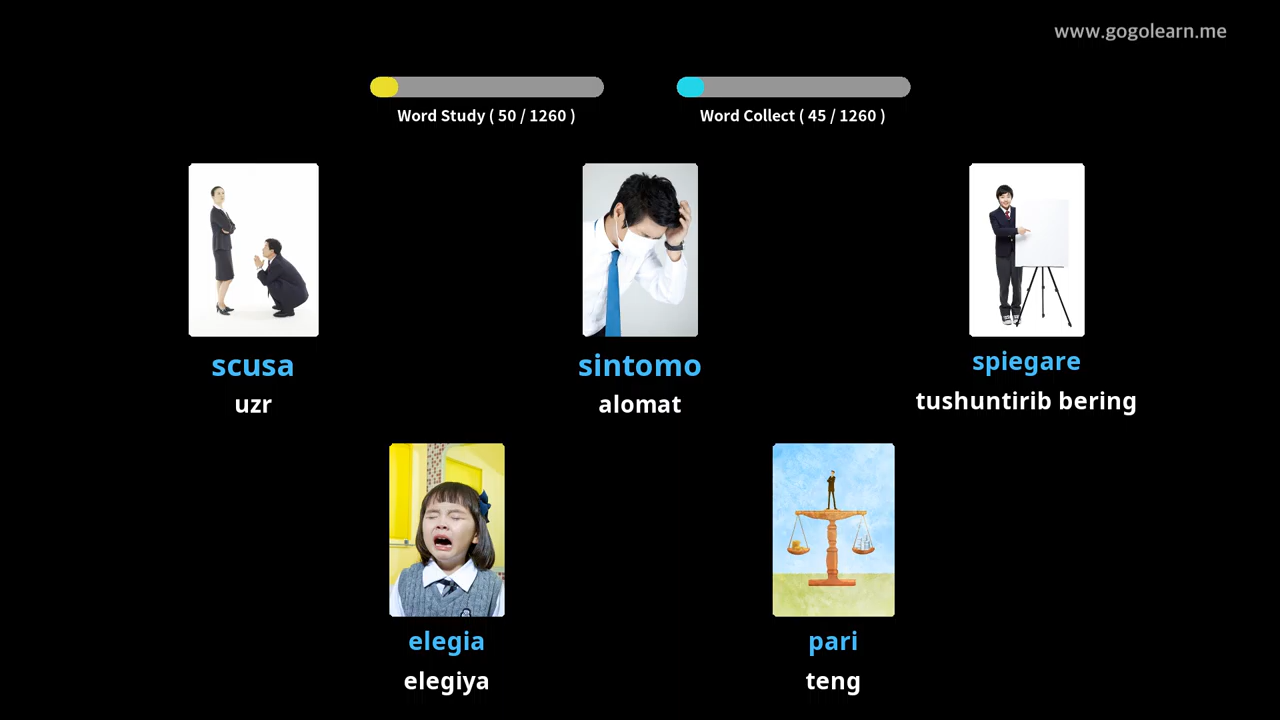 www.gogolearn.me
Word Study ( 50 / 1260 )
Word Collect ( 45 / 1260 )
scusa
uzr
sintomo
alomat
spiegare
tushuntirib bering
elegia
elegiya
pari
teng